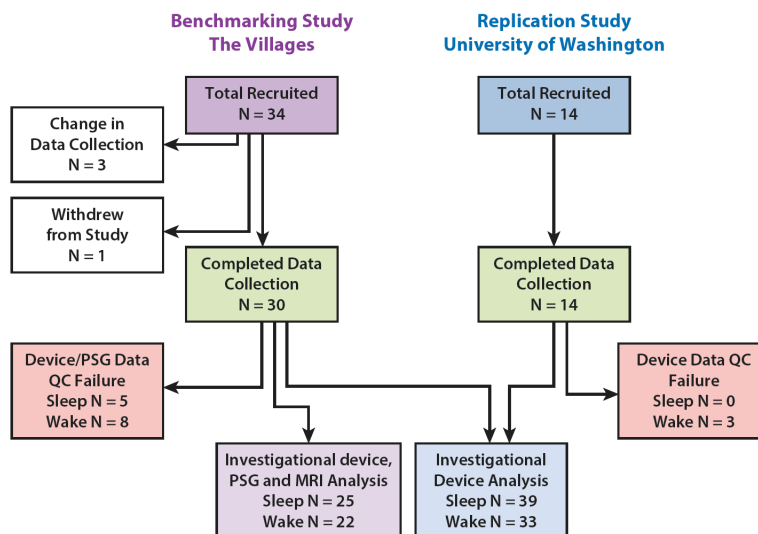 Benchmarking Study
The Villages
Replication Study
University of Washington
Total Recruited
N = 34
Total Recruited
N = 14
Change in
Data Collection
N = 3
Withdrew
from Study
N = 1
Completed Data
Collection
N = 30
Completed Data
Collection
N = 14
Device/PSG Data
QC Failure
Sleep N = 5
Wake N = 8
Device Data QC
Failure
Sleep N = 0
Wake N = 3
Investigational device,
PSG and MRI Analysis
Sleep N = 25
Wake N = 22
Investigational
Device Analysis
Sleep N = 39
Wake N = 33